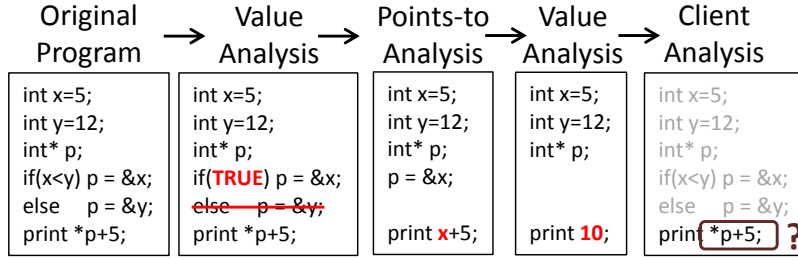 Original Program
int x=5;
int y=12;
int* p;
if(x<y) p = &x;
else p = &y;
print *p+5;
Value Analysis
int x=5;
int y=12;
int* p;
if(TRUE) p = &x;
else p = &y;
print *p+5;
Points-to Analysis
int x=5;
int y=12;
int* p;
p = &x;
print x+5;
Value Analysis
int x=5;
int y=12;
int* p;
print 10;
Client Analysis
int x=5;
int y=12;
int* p;
if(x<y) p = &x;
else p = &y;
print *p+5; ?